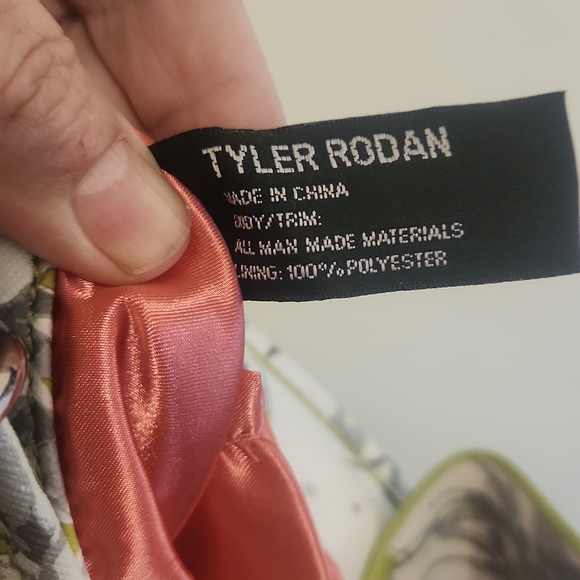 TYLER RODAN
MADE IN CHINA
BODY/TRIM:
ALL MAN MADE MATERIALS
LINING: 100% POLYESTER